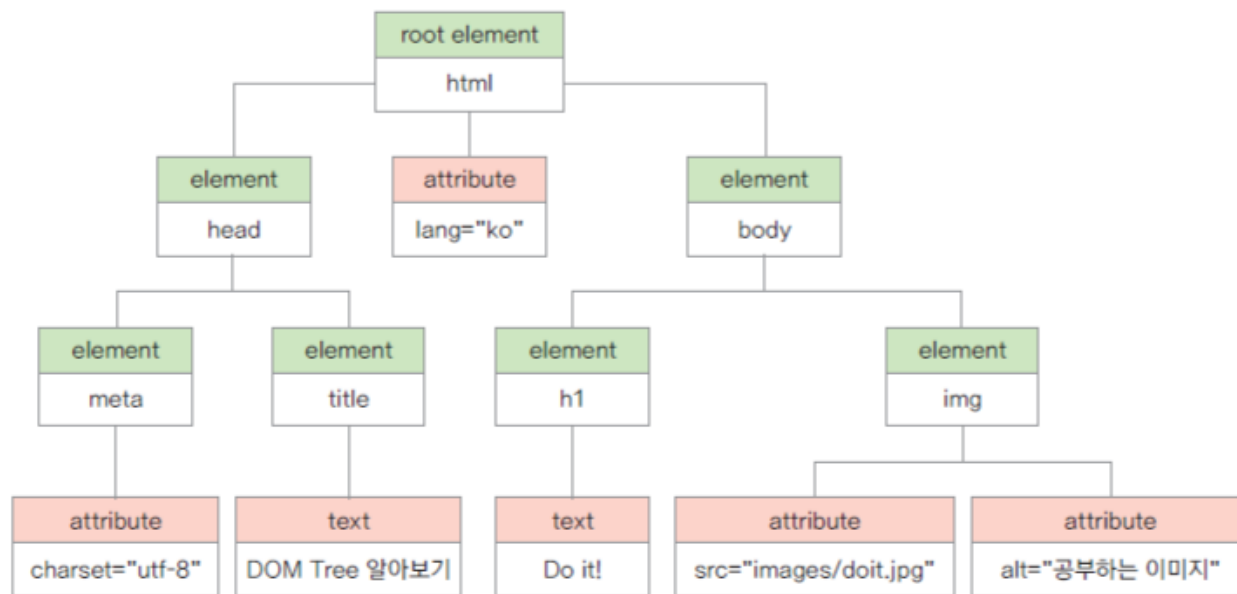 root element
html
element
attribute
element
head
lang="ko"
body
element
element
element
element
meta
title
h1
img
attribute
text
text
attribute
attribute
charset="utf-8"
DOM Tree 알아보기
Do it!
src="images/doit.jpg"
alt="공부하는 이미지"